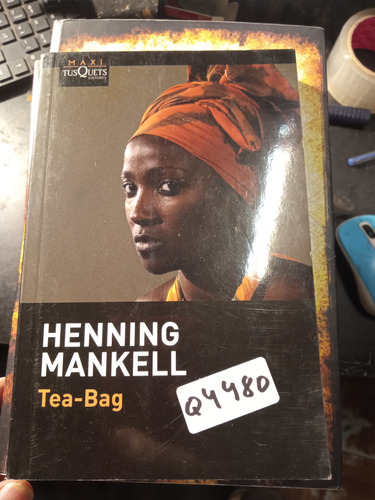 MAXI
TUSQUETS
EDITORES
HENNING
MANKELL
Tea-Bag
Q4480